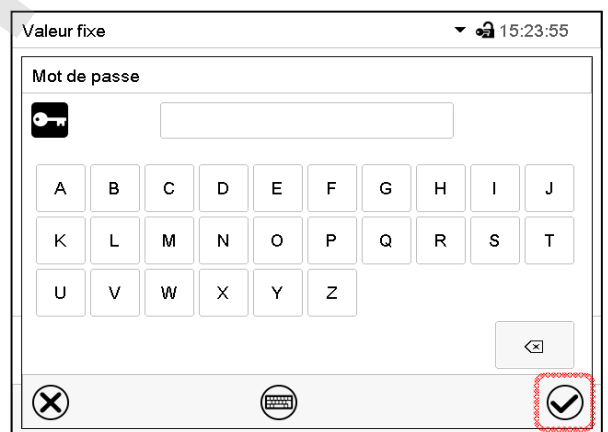 Valeur fixe 15:23:55
Mot de passe
A B C D E F G H I J
K L M N O P Q R S T
U V W X Y Z